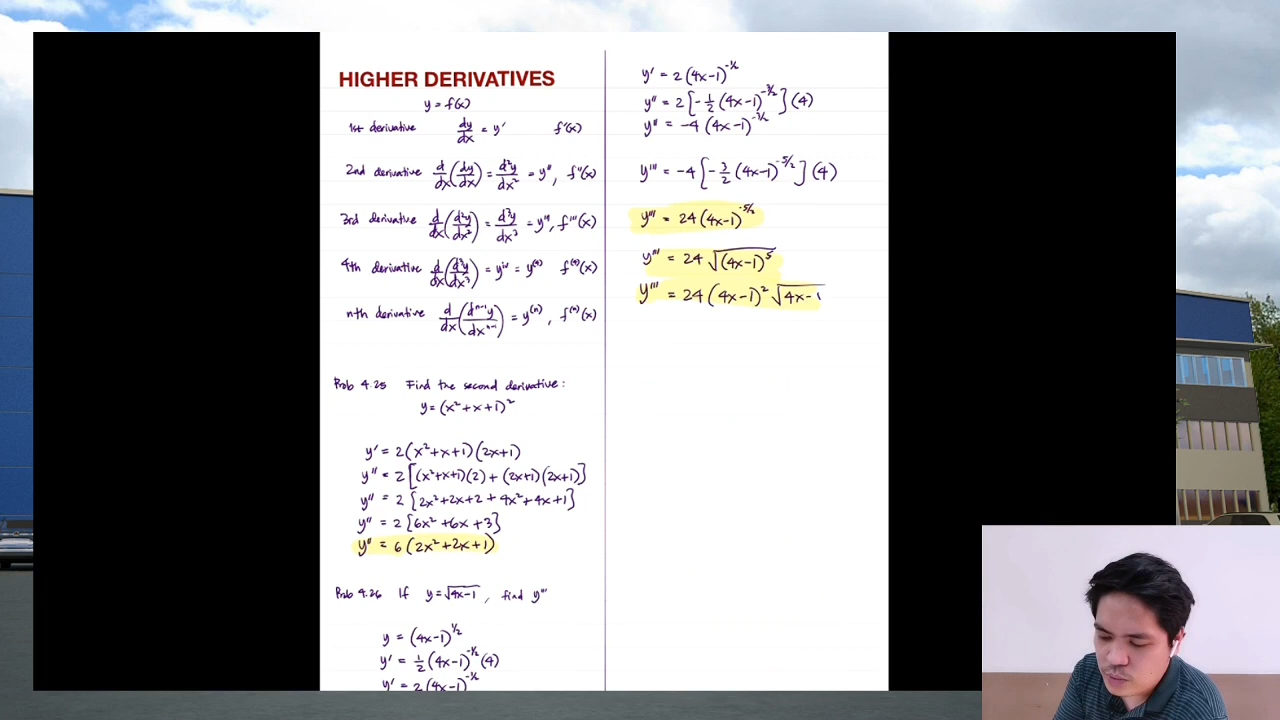 HIGHER DERIVATIVES
y = f(x)
1st derivative dy/dx = y' f'(x)
2nd derivative d/dx (dy/dx) = d²y/dx² = y'', f''(x)
3rd derivative d/dx (d²y/dx²) = d³y/dx³ = y''', f'''(x)
4th derivative d/dx (d³y/dx³) = y^iv = y^(4) f^(4)(x)
nth derivative d/dx (d^(n-1)y/dx^(n-1)) = y^(n), f^(n)(x)
Prob 4.25 Find the second derivative:
y = (x² + x + 1)²
y' = 2(x² + x + 1)(2x + 1)
y'' = 2[(x² + x + 1)(2) + (2x + 1)(2x + 1)]
y'' = 2[2x² + 2x + 2 + 4x² + 4x + 1]
y'' = 2[6x² + 6x + 3]
y'' = 6(2x² + 2x + 1)
Prob 4.26 If y = √(4x-1), find y'''
y = (4x-1)^(1/2)
y' = 1/2 (4x-1)^(-1/2) (4)
y' = 2(4x-1)^(-1/2)
y' = 2(4x-1)^(-1/2)
y'' = 2[-1/2 (4x-1)^(-3/2)](4)
y'' = -4(4x-1)^(-3/2)
y''' = -4[-3/2 (4x-1)^(-5/2)](4)
y''' = 24(4x-1)^(-5/2)
y''' = 24√((4x-1)⁵)
y''' = 24(4x-1)²√(4x-1